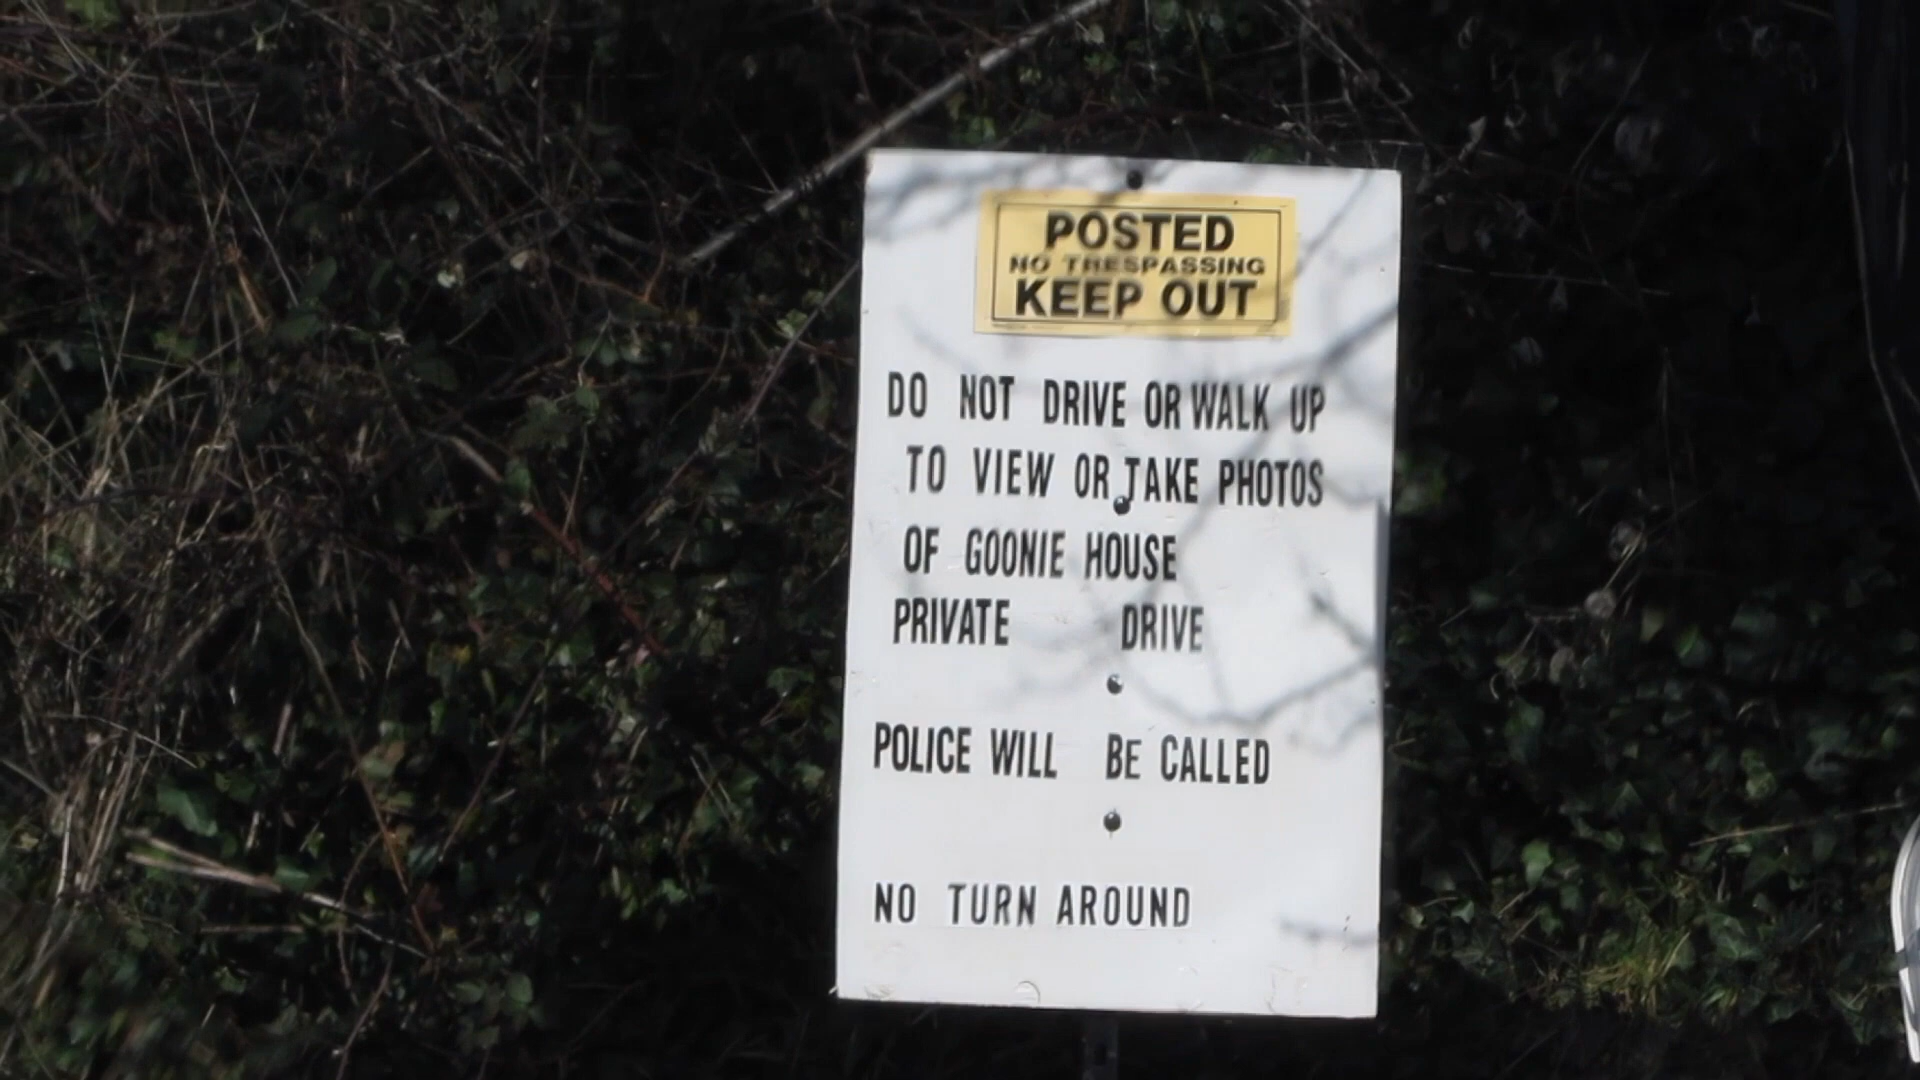 POSTED
NO TRESPASSING
KEEP OUT
DO NOT DRIVE OR WALK UP
TO VIEW OR TAKE PHOTOS
OF GOONIE HOUSE
PRIVATE DRIVE
POLICE WILL BE CALLED
NO TURN AROUND